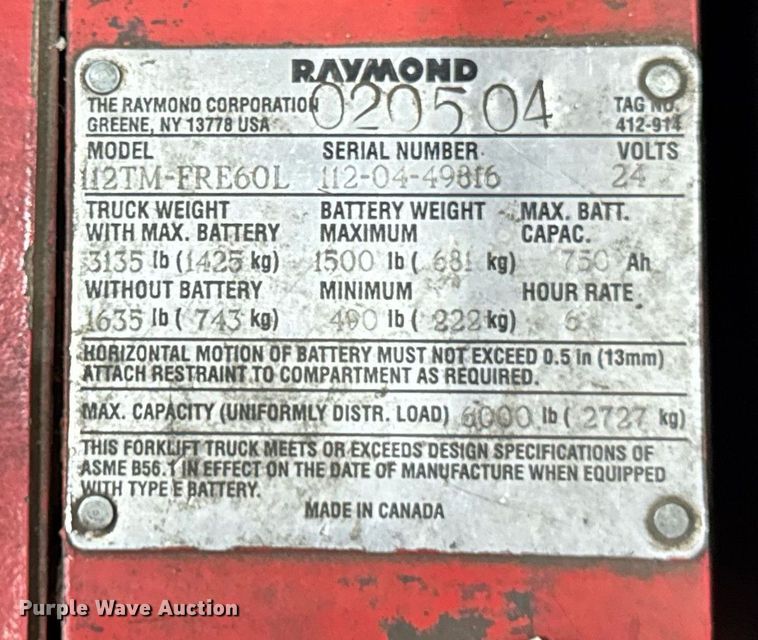 RAYMOND
THE RAYMOND CORPORATION 020504 TAG NO.
GREENE, NY 13778 USA 412-914
MODEL SERIAL NUMBER VOLTS
112TM-FRE60L 112-04-49816 24
TRUCK WEIGHT BATTERY WEIGHT MAX. BATT.
WITH MAX. BATTERY MAXIMUM CAPAC.
3135 lb (1425 kg) 1500 lb ( 681 kg) 750 Ah
WITHOUT BATTERY MINIMUM HOUR RATE
1635 lb ( 743 kg) 490 lb ( 222 kg) 6
HORIZONTAL MOTION OF BATTERY MUST NOT EXCEED 0.5 in (13mm)
ATTACH RESTRAINT TO COMPARTMENT AS REQUIRED.
MAX. CAPACITY (UNIFORMLY DISTR. LOAD) 6000 lb ( 2727 kg)
THIS FORKLIFT TRUCK MEETS OR EXCEEDS DESIGN SPECIFICATIONS OF
ASME B56.1 IN EFFECT ON THE DATE OF MANUFACTURE WHEN EQUIPPED
WITH TYPE E BATTERY.
MADE IN CANADA
Purple Wave Auction